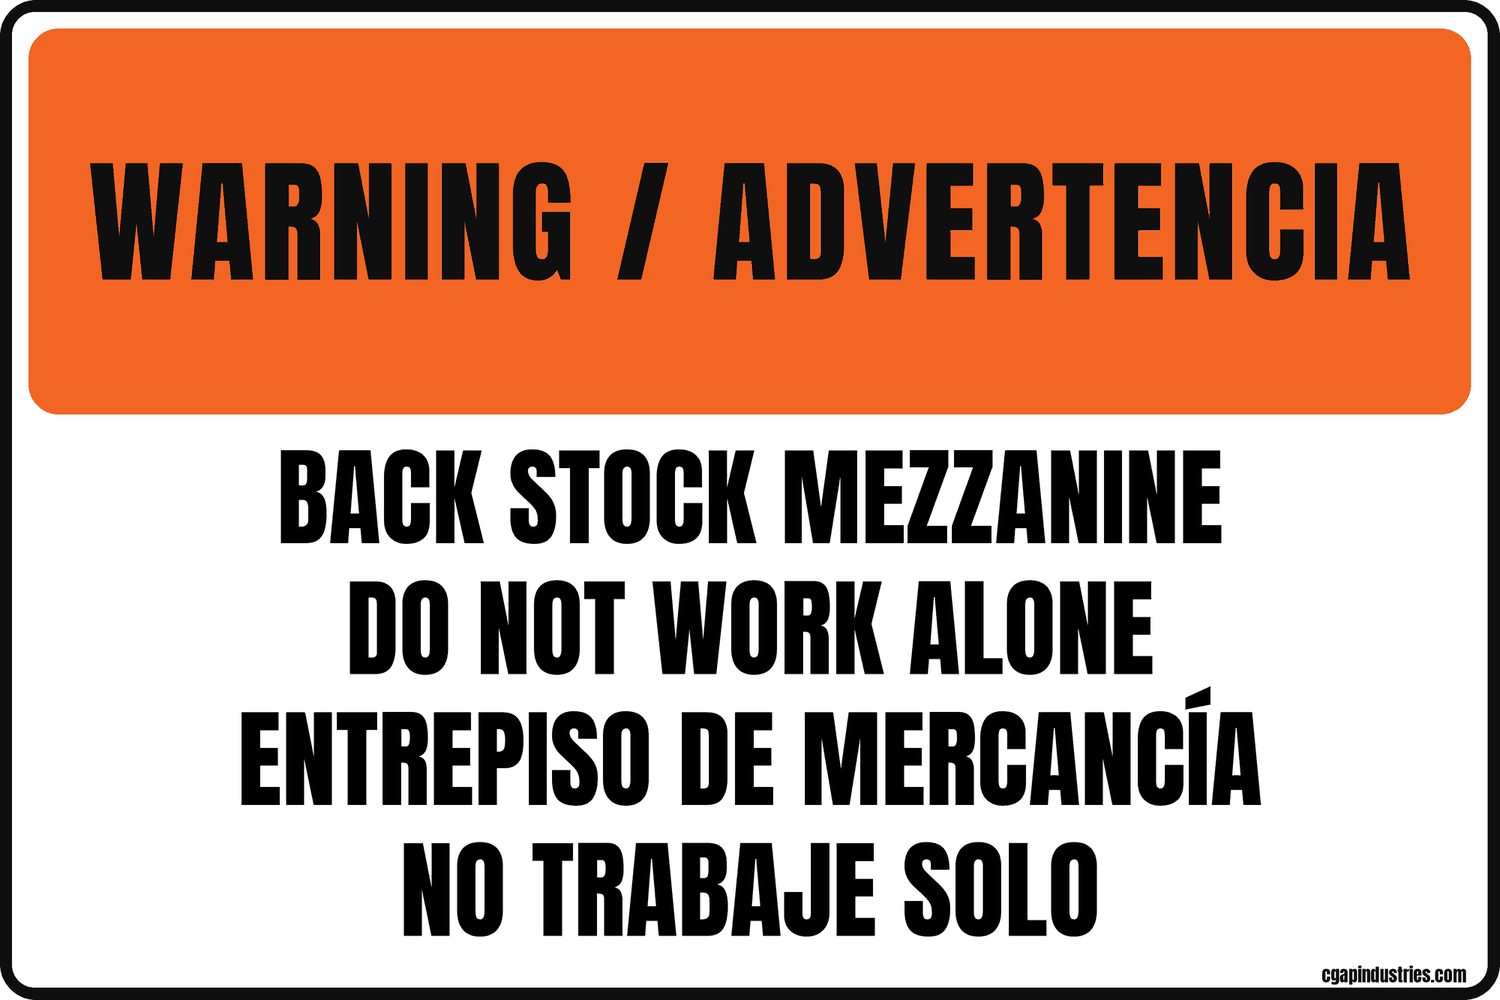 WARNING / ADVERTENCIA
BACK STOCK MEZZANINE
DO NOT WORK ALONE
ENTREPISO DE MERCANCÍA
NO TRABAJE SOLO
cgapindustries.com